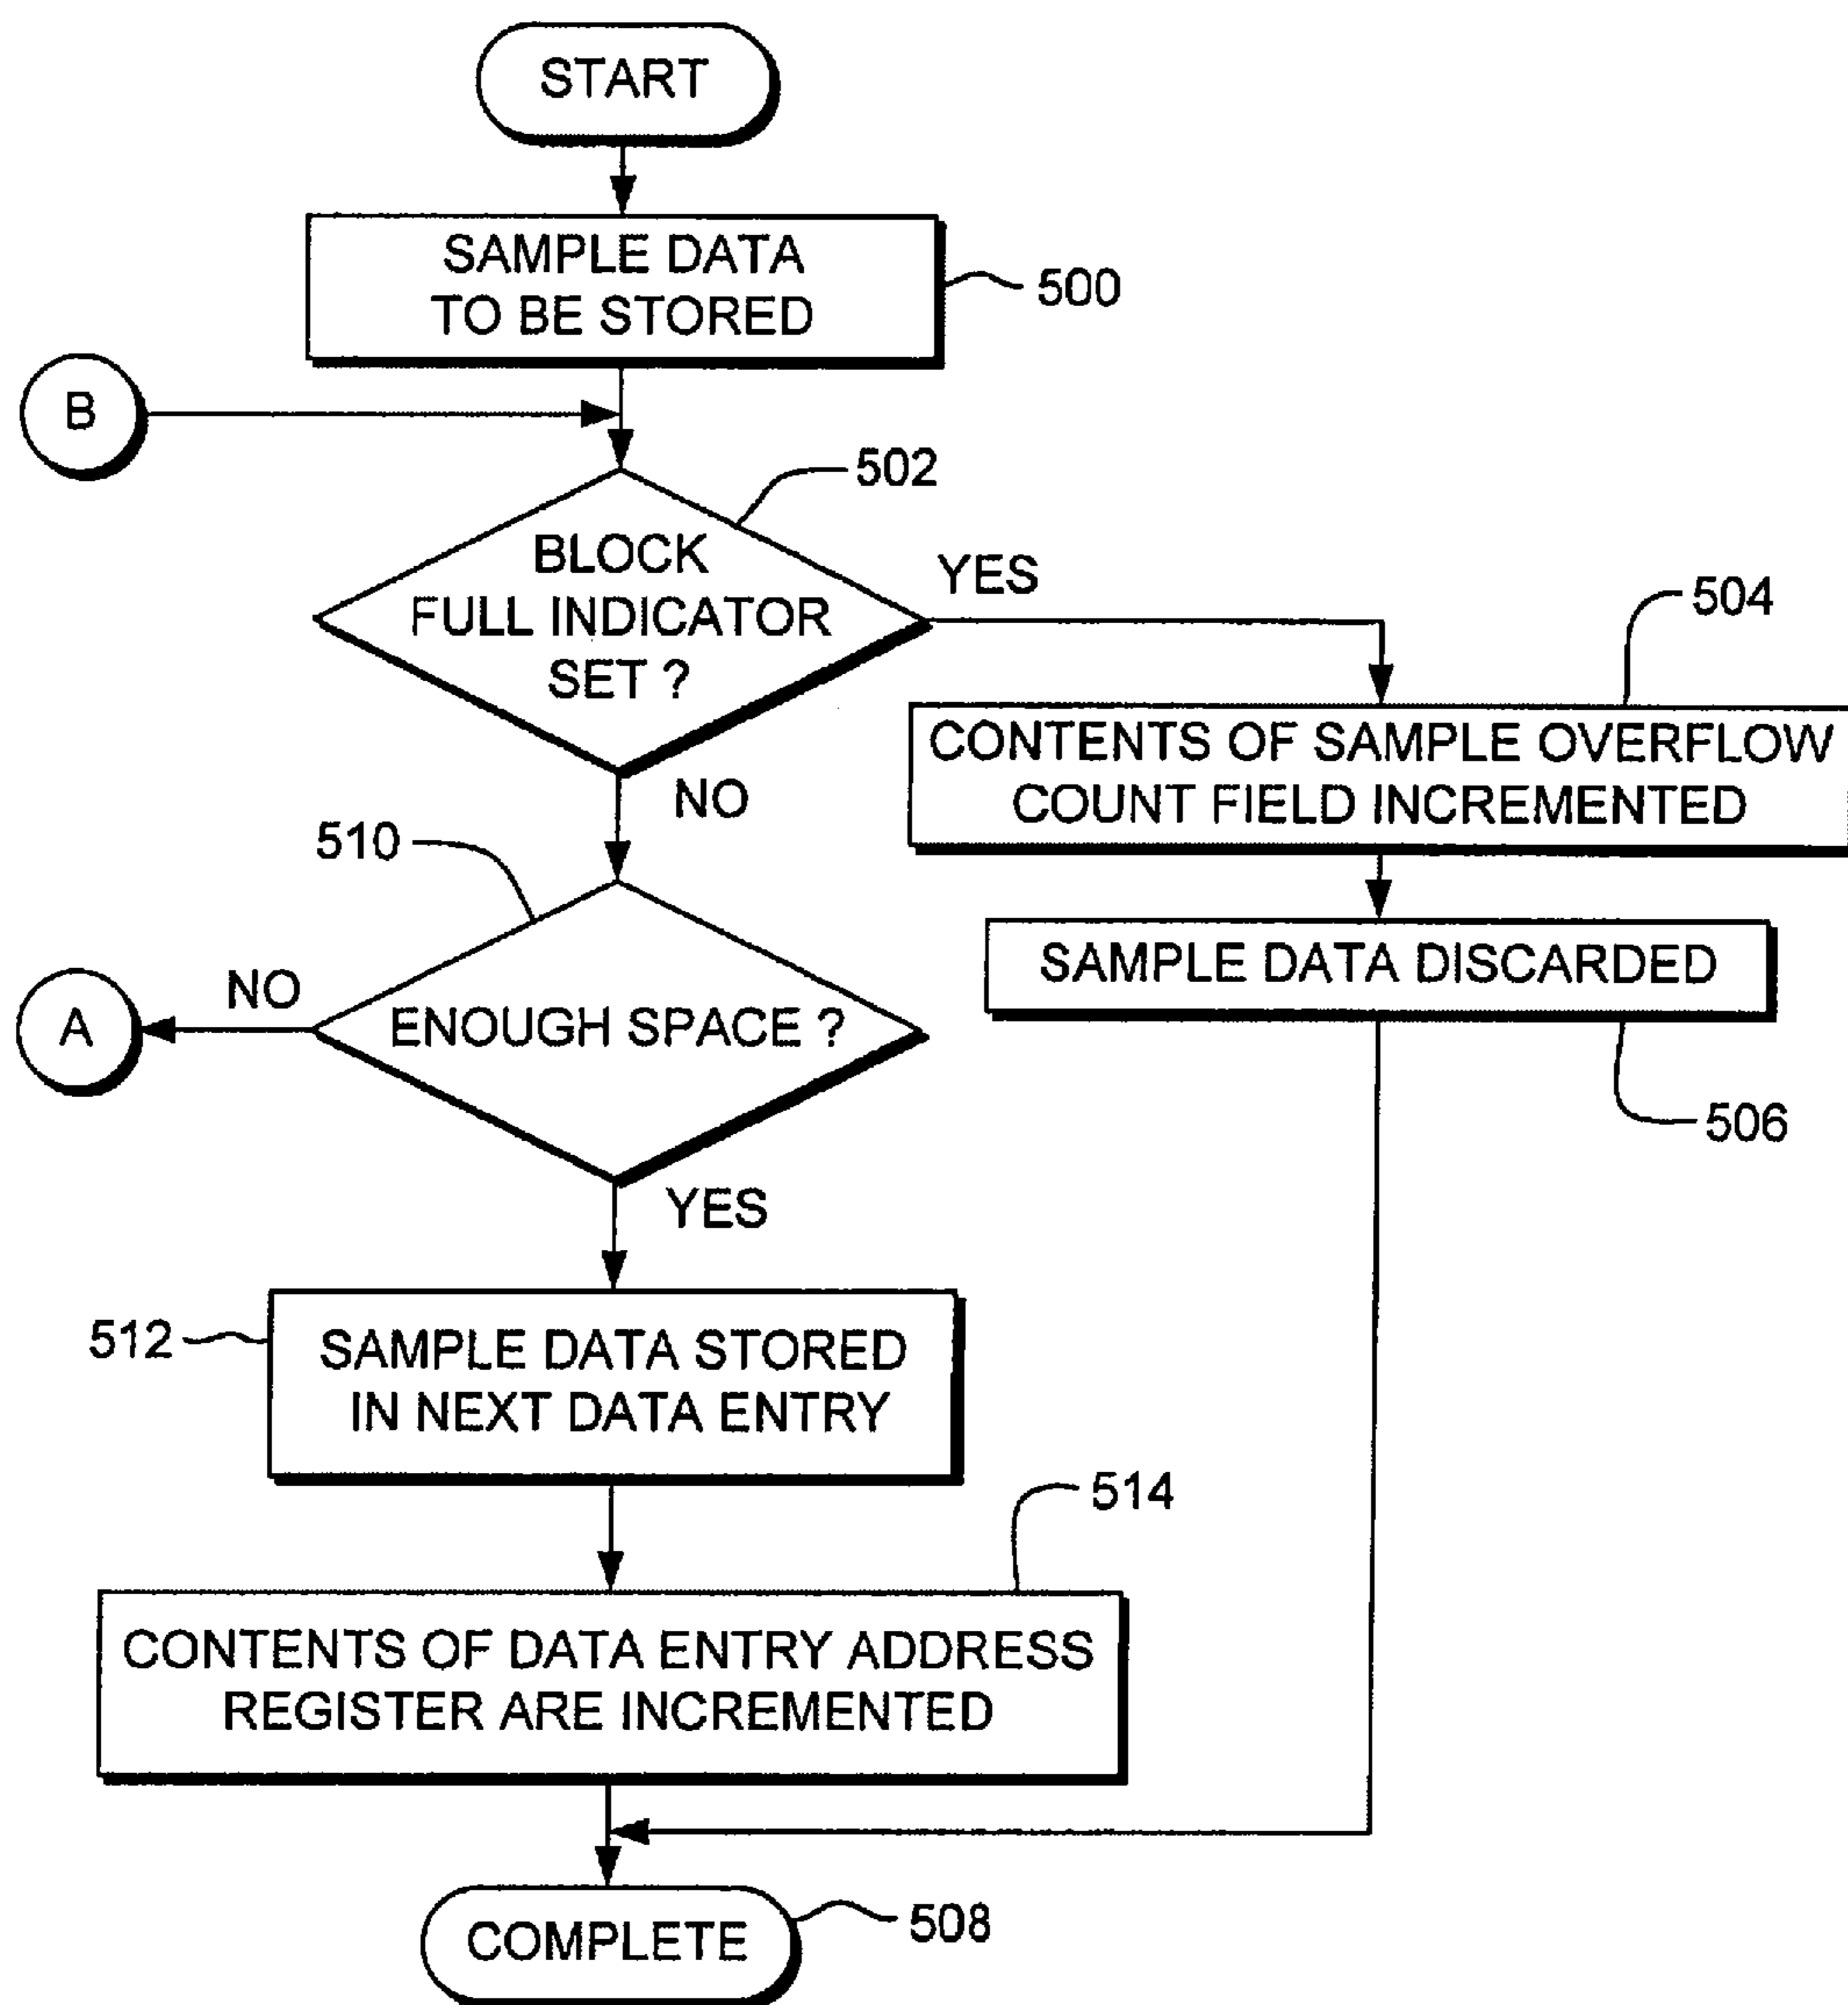 START
SAMPLE DATA
TO BE STORED
500
B
502
BLOCK
FULL INDICATOR
SET ?
YES
504
CONTENTS OF SAMPLE OVERFLOW
COUNT FIELD INCREMENTED
NO
510
SAMPLE DATA DISCARDED
506
A
NO
ENOUGH SPACE ?
YES
512
SAMPLE DATA STORED
IN NEXT DATA ENTRY
514
CONTENTS OF DATA ENTRY ADDRESS
REGISTER ARE INCREMENTED
COMPLETE
508